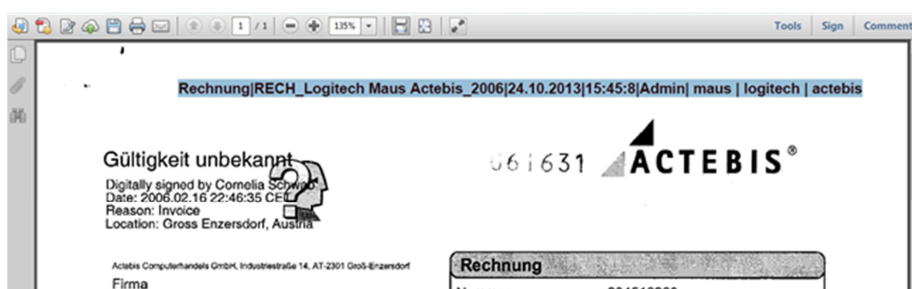 1 / 1 135% Tools Sign Comment
Rechnung|RECH_Logitech Maus Actebis_2006|24.10.2013|15:45:8|Admin| maus | logitech | actebis
Gültigkeit unbekannt
061631 ACTEBIS®
Digitally signed by Cornelia Schwab
Date: 2006.02.16 22:46:35 CET
Reason: Invoice
Location: Gross Enzersdorf, Austria
Actebis Computerhandels GmbH, Industriestraße 14, AT-2301 Groß-Enzersdorf
Rechnung
Firma